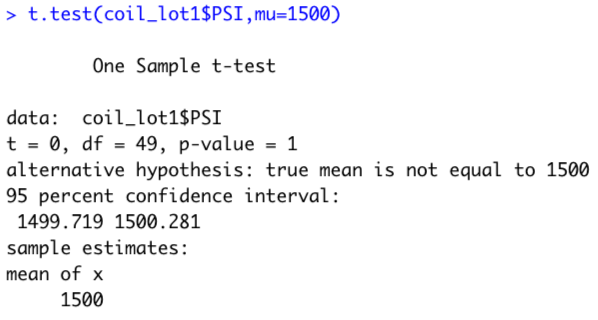 > t.test(coil_lot1$PSI,mu=1500)
One Sample t-test
data:  coil_lot1$PSI
t = 0, df = 49, p-value = 1
alternative hypothesis: true mean is not equal to 1500
95 percent confidence interval:
1499.719 1500.281
sample estimates:
mean of x
1500